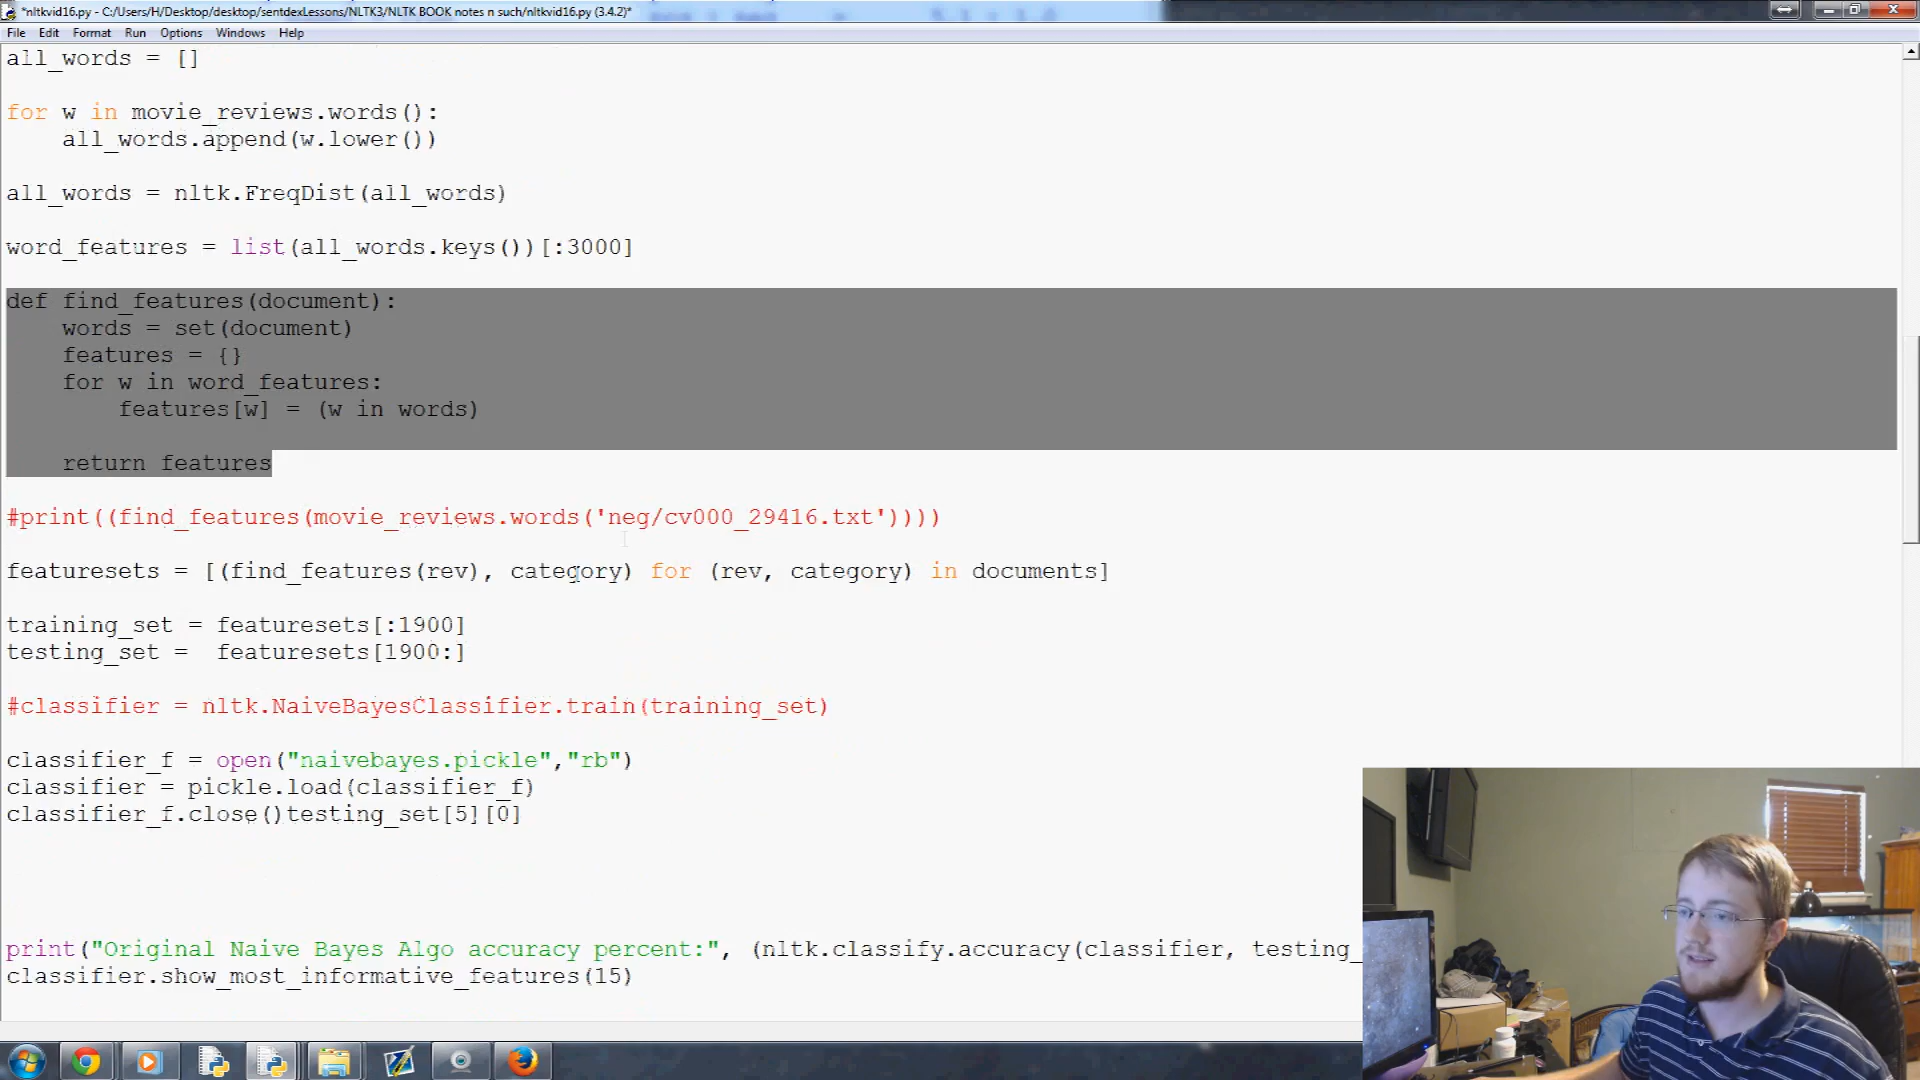 *nltkvid16.py - C:/Users/H/Desktop/desktop/sentdexLessons/NLTK3/NLTK BOOK notes n such/nltkvid16.py (3.4.2)*
File Edit Format Run Options Windows Help
all_words = []
for w in movie_reviews.words():
    all_words.append(w.lower())
all_words = nltk.FreqDist(all_words)
word_features = list(all_words.keys())[:3000]
def find_features(document):
    words = set(document)
    features = {}
    for w in word_features:
        features[w] = (w in words)
    return features
#print((find_features(movie_reviews.words('neg/cv000_29416.txt'))))
featuresets = [(find_features(rev), category) for (rev, category) in documents]
training_set = featuresets[:1900]
testing_set =  featuresets[1900:]
#classifier = nltk.NaiveBayesClassifier.train(training_set)
classifier_f = open("naivebayes.pickle","rb")
classifier = pickle.load(classifier_f)
classifier_f.close()testing_set[5][0]
print("Original Naive Bayes Algo accuracy percent:", (nltk.classify.accuracy(classifier, testing_
classifier.show_most_informative_features(15)